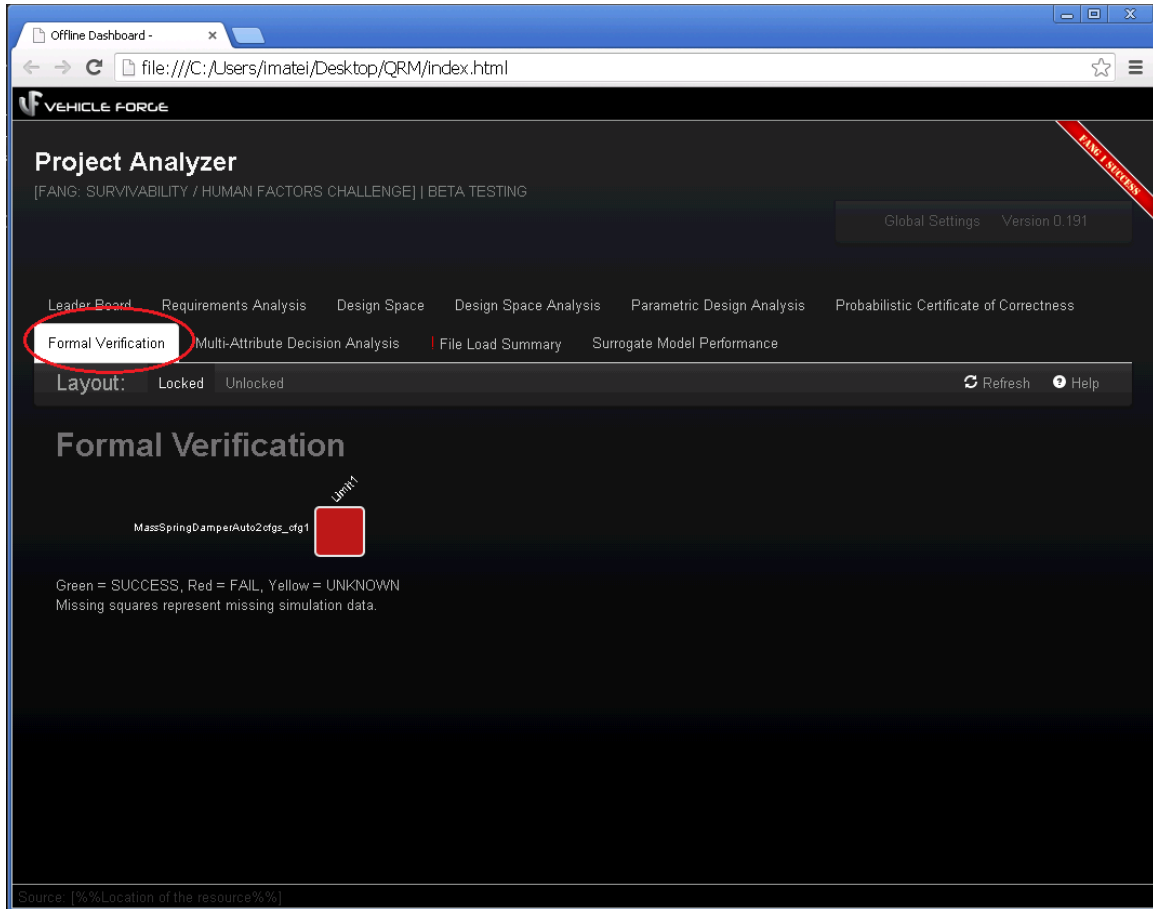 Offline Dashboard -
file:///C:/Users/imatei/Desktop/QRM/index.html
VEHICLE FORGE
FANG 1 SUCCESS
Project Analyzer
[FANG: SURVIVABILITY / HUMAN FACTORS CHALLENGE] | BETA TESTING
Global Settings Version 0.191
Leader Board Requirements Analysis Design Space Design Space Analysis Parametric Design Analysis Probabilistic Certificate of Correctness
Formal Verification Multi-Attribute Decision Analysis ! File Load Summary Surrogate Model Performance
Layout: Locked Unlocked Refresh Help
Formal Verification
Limit1
MassSpringDamperAuto2cfgs_cfg1
Green = SUCCESS, Red = FAIL, Yellow = UNKNOWN
Missing squares represent missing simulation data.
Source: [%%Location of the resource%%]